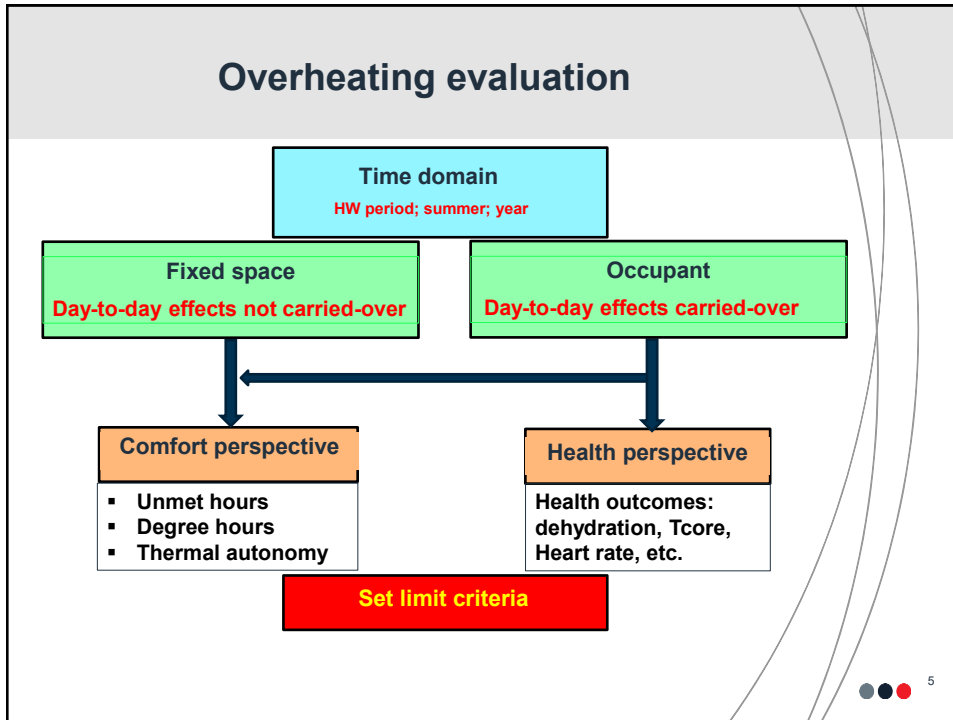 Overheating evaluation
Time domain
HW period; summer; year
Fixed space
Day-to-day effects not carried-over
Occupant
Day-to-day effects carried-over
Comfort perspective
▪ Unmet hours
▪ Degree hours
▪ Thermal autonomy
Health perspective
Health outcomes:
dehydration, Tcore,
Heart rate, etc.
Set limit criteria
5